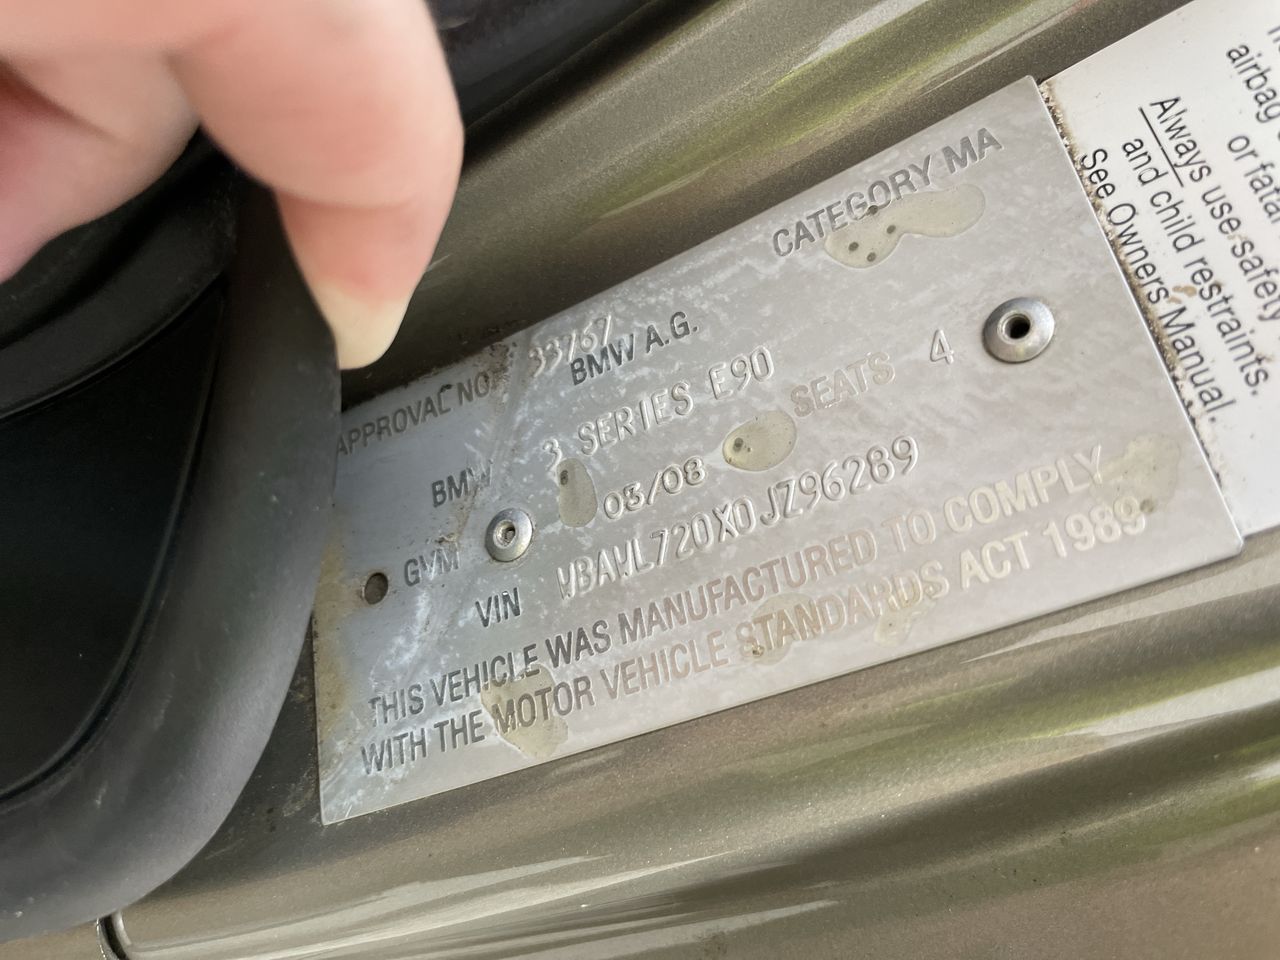 CATEGORY MA
APPROVAL NO 33767
BMW A.G.
BMW 3 SERIES E90
03/08 SEATS 4
GVM
VIN WBAWL720X0JZ96289
THIS VEHICLE WAS MANUFACTURED TO COMPLY
WITH THE MOTOR VEHICLE STANDARDS ACT 1989
airbag
or fatal
Always use safety
and child restraints.
See Owners Manual.